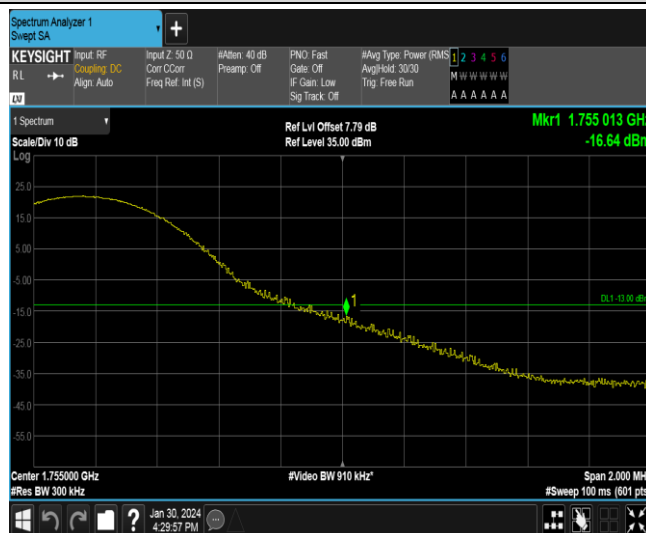 Spectrum Analyzer 1
Swept SA
+
KEYSIGHT Input: RF Input Z: 50 Ω #Atten: 40 dB PNO: Fast #Avg Type: Power (RMS 1 2 3 4 5 6
RL Coupling: DC Corr CCorr Preamp: Off Gate: Off Avg|Hold: 30/30 M W W W W W
Align: Auto Freq Ref: Int (S) IF Gain: Low Trig: Free Run
LXI Sig Track: Off A A A A A A
1 Spectrum Ref Lvl Offset 7.79 dB Mkr1 1.755 013 GHz
Scale/Div 10 dB Ref Level 35.00 dBm -16.64 dBm
Log
25.0
15.0
5.00
-5.00
1
DL1 -13.00 dBm
-15.0
-25.0
-35.0
-45.0
-55.0
Center 1.755000 GHz #Video BW 910 kHz* Span 2.000 MH
#Res BW 300 kHz #Sweep 100 ms (601 pts
? Jan 30, 2024
4:29:57 PM